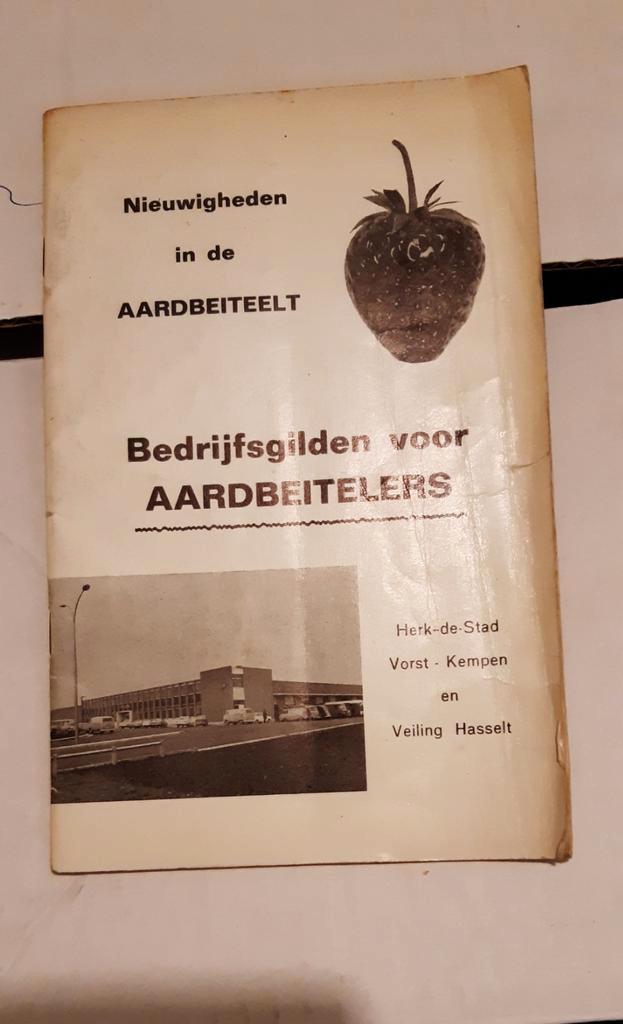 Nieuwigheden
in de
AARDBEITEELT
Bedrijfsgilden voor
AARDBEITELERS
Herk-de-Stad
Vorst - Kempen
en
Veiling Hasselt